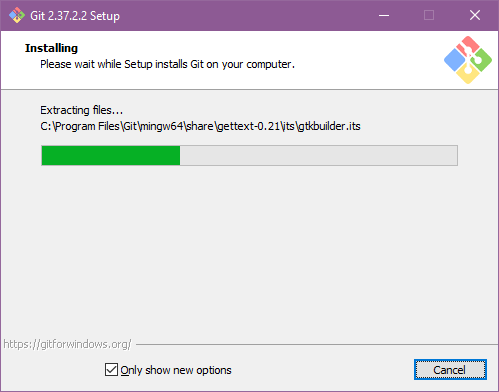 Git 2.37.2.2 Setup
Installing
Please wait while Setup installs Git on your computer.
Extracting files...
C:\Program Files\Git\mingw64\share\gettext-0.21\its\gtkbuilder.its
https://gitforwindows.org/
Only show new options
Cancel